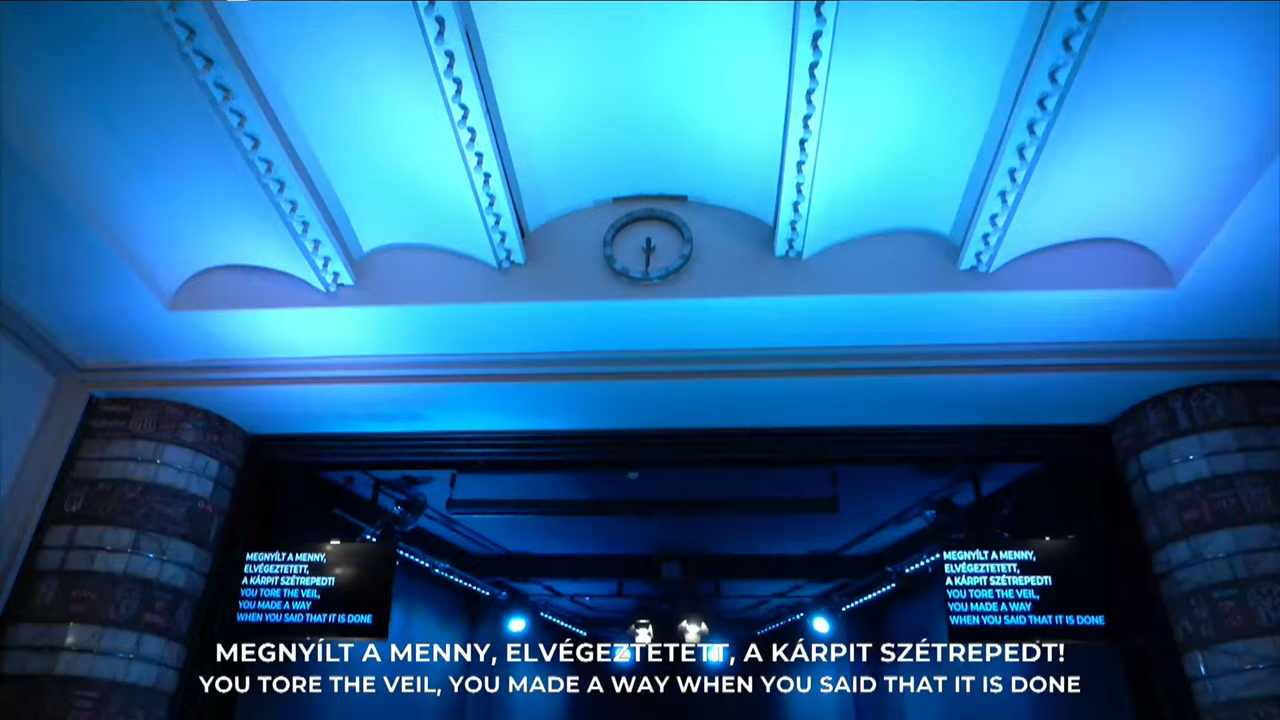 MEGNYÍLT A MENNY,
ELVÉGEZTETETT,
A KÁRPIT SZÉTREPEDT!
YOU TORE THE VEIL,
YOU MADE A WAY
WHEN YOU SAID THAT IT IS DONE
MEGNYÍLT A MENNY,
ELVÉGEZTETETT,
A KÁRPIT SZÉTREPEDT!
YOU TORE THE VEIL,
YOU MADE A WAY
WHEN YOU SAID THAT IT IS DONE
MEGNYÍLT A MENNY, ELVÉGEZTETETT, A KÁRPIT SZÉTREPEDT!
YOU TORE THE VEIL, YOU MADE A WAY WHEN YOU SAID THAT IT IS DONE